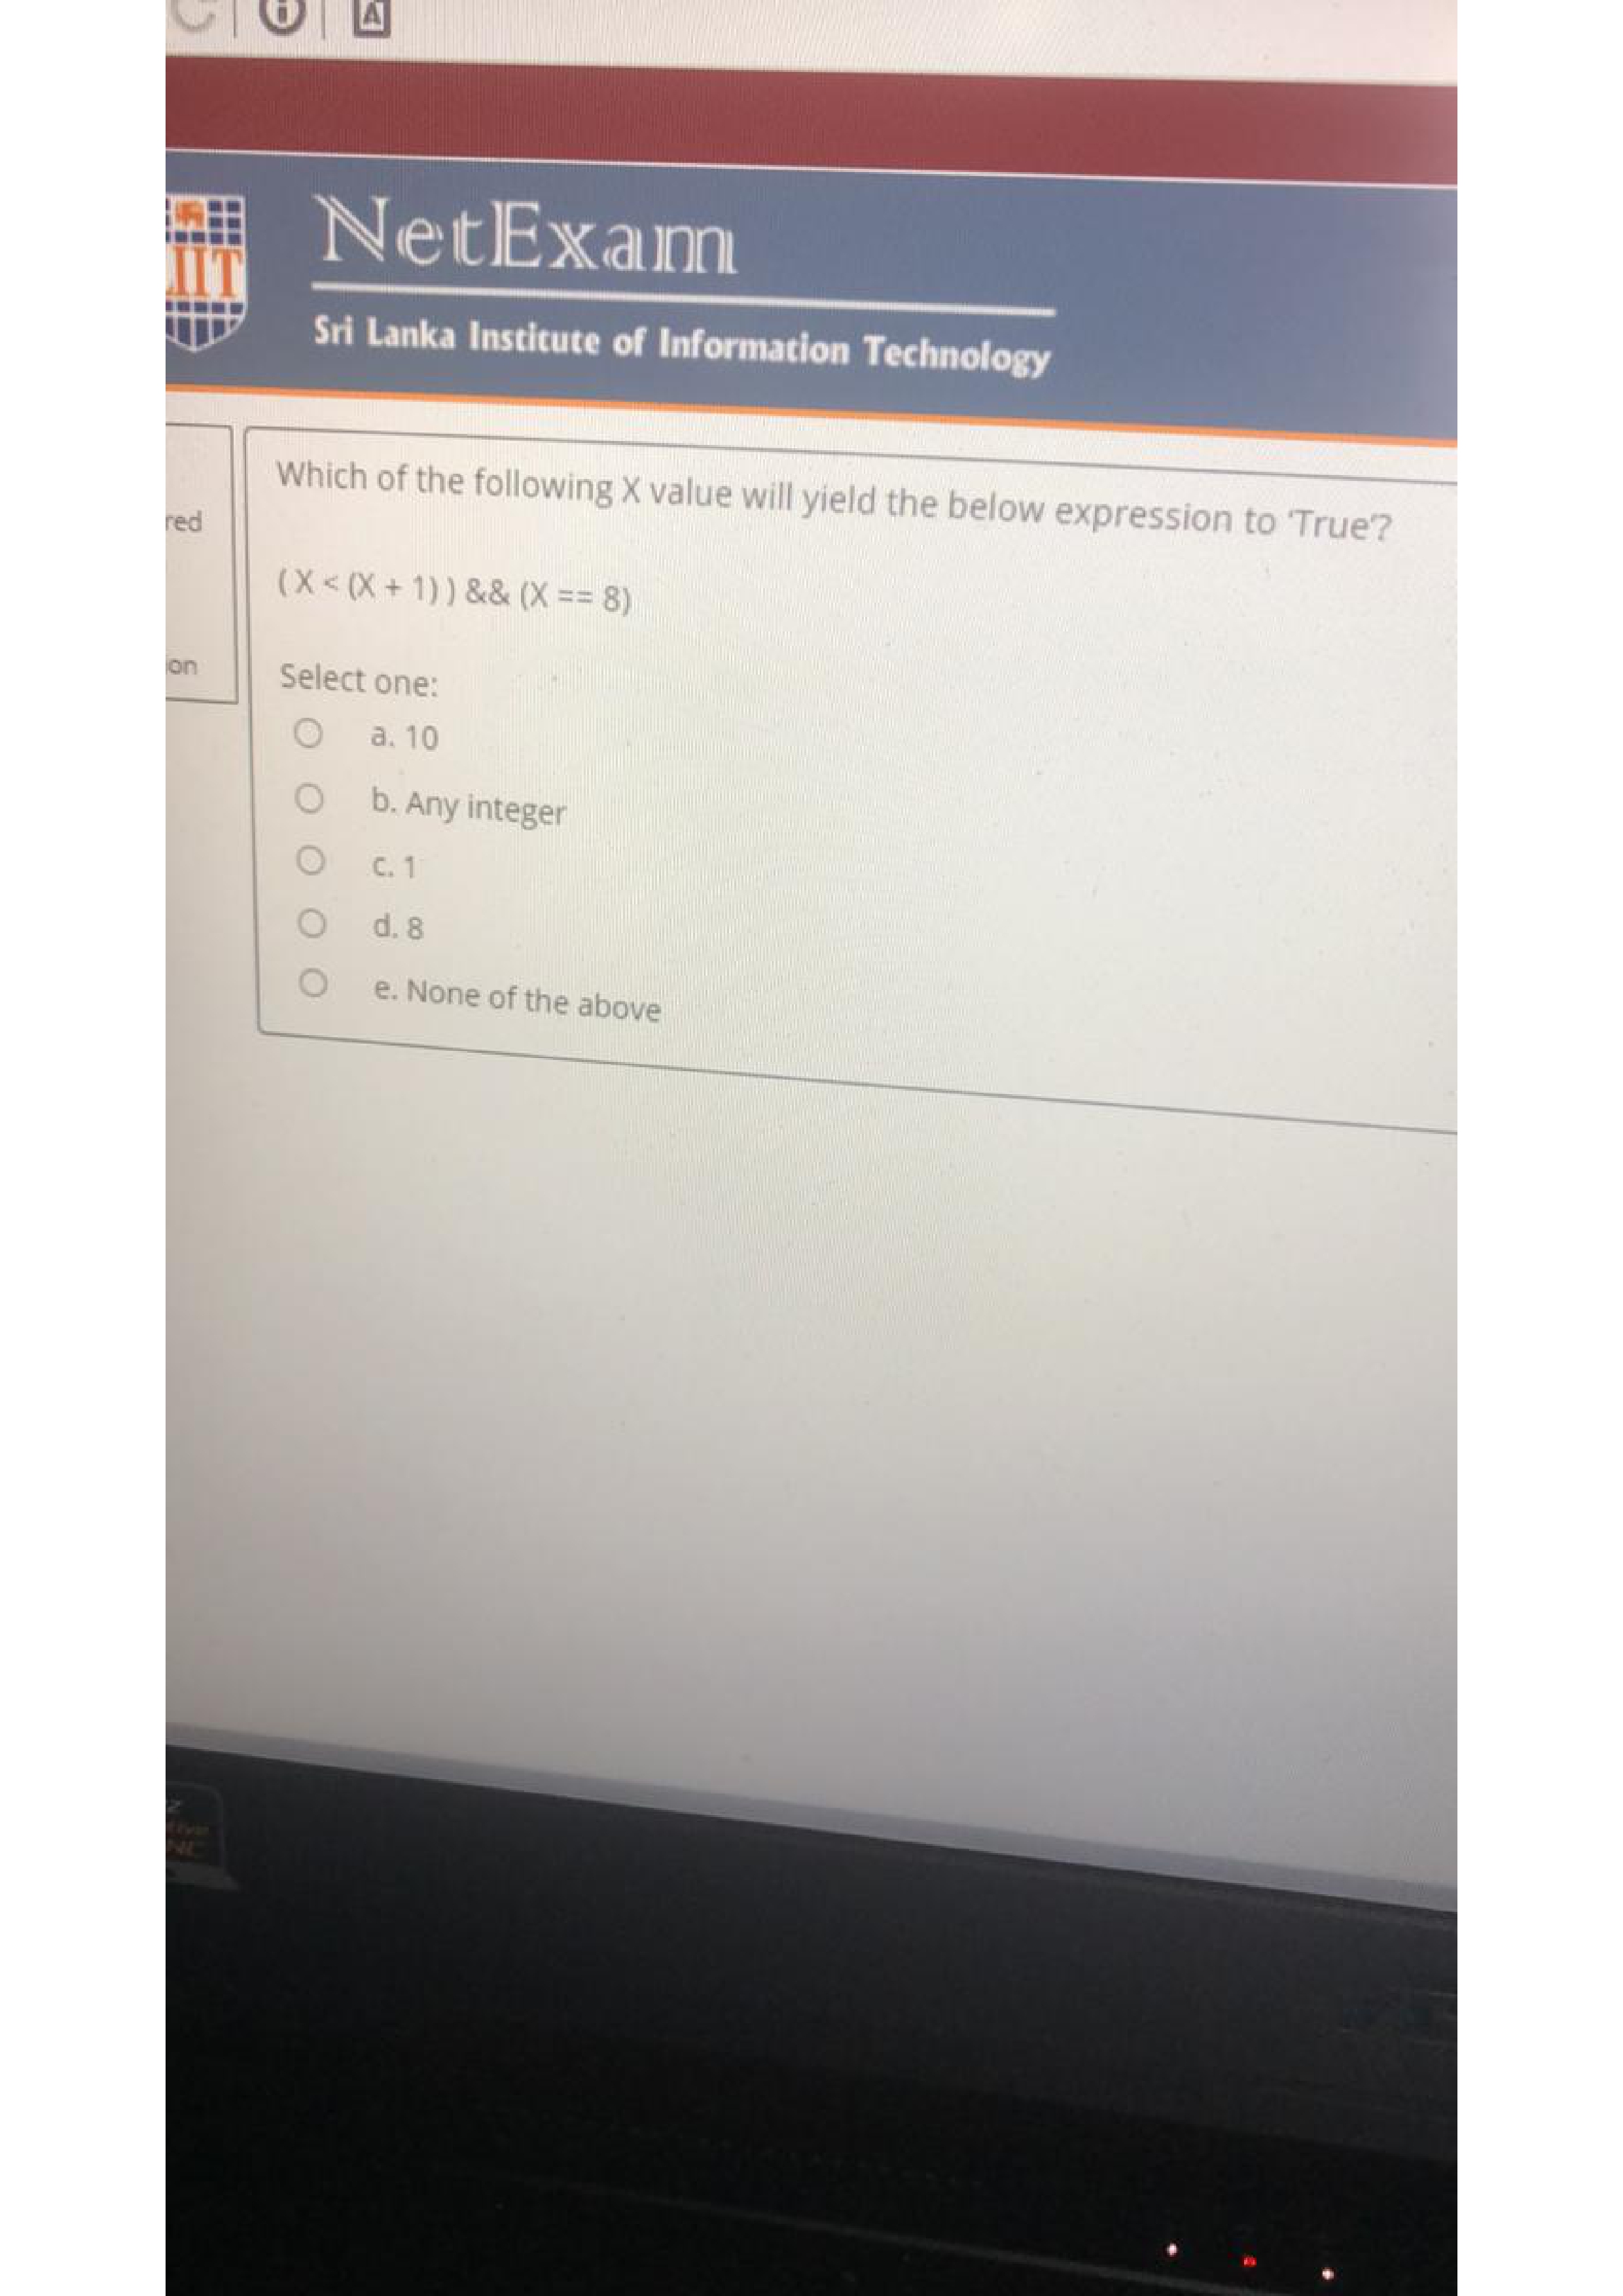 A
IIT
NetExam
Sri Lanka Institute of Information Technology
red
on
Which of the following X value will yield the below expression to 'True'?
( X < (X + 1) ) && (X == 8)
Select one:
a. 10
b. Any integer
c. 1
d. 8
e. None of the above